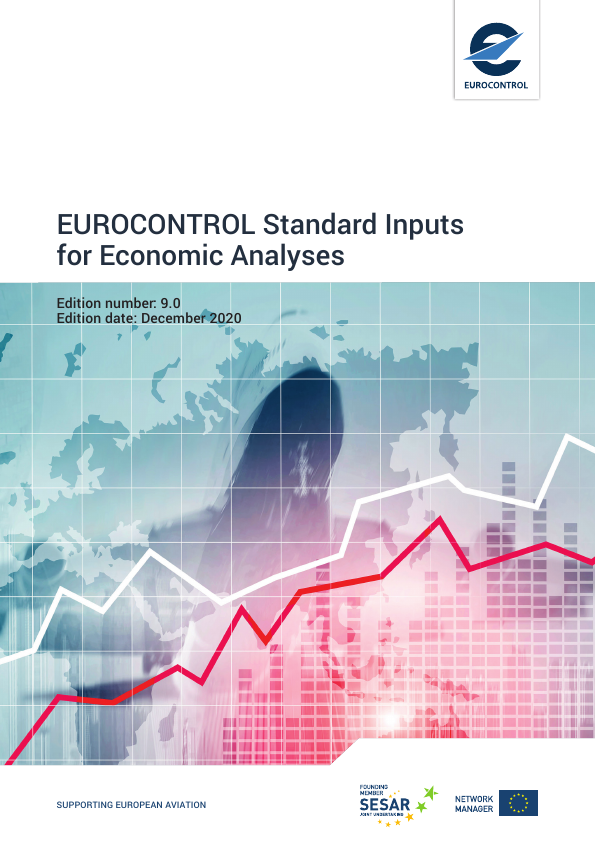 EUROCONTROL
EUROCONTROL Standard Inputs
for Economic Analyses
Edition number: 9.0
Edition date: December 2020
SUPPORTING EUROPEAN AVIATION
FOUNDING
MEMBER
SESAR
JOINT UNDERTAKING
NETWORK
MANAGER